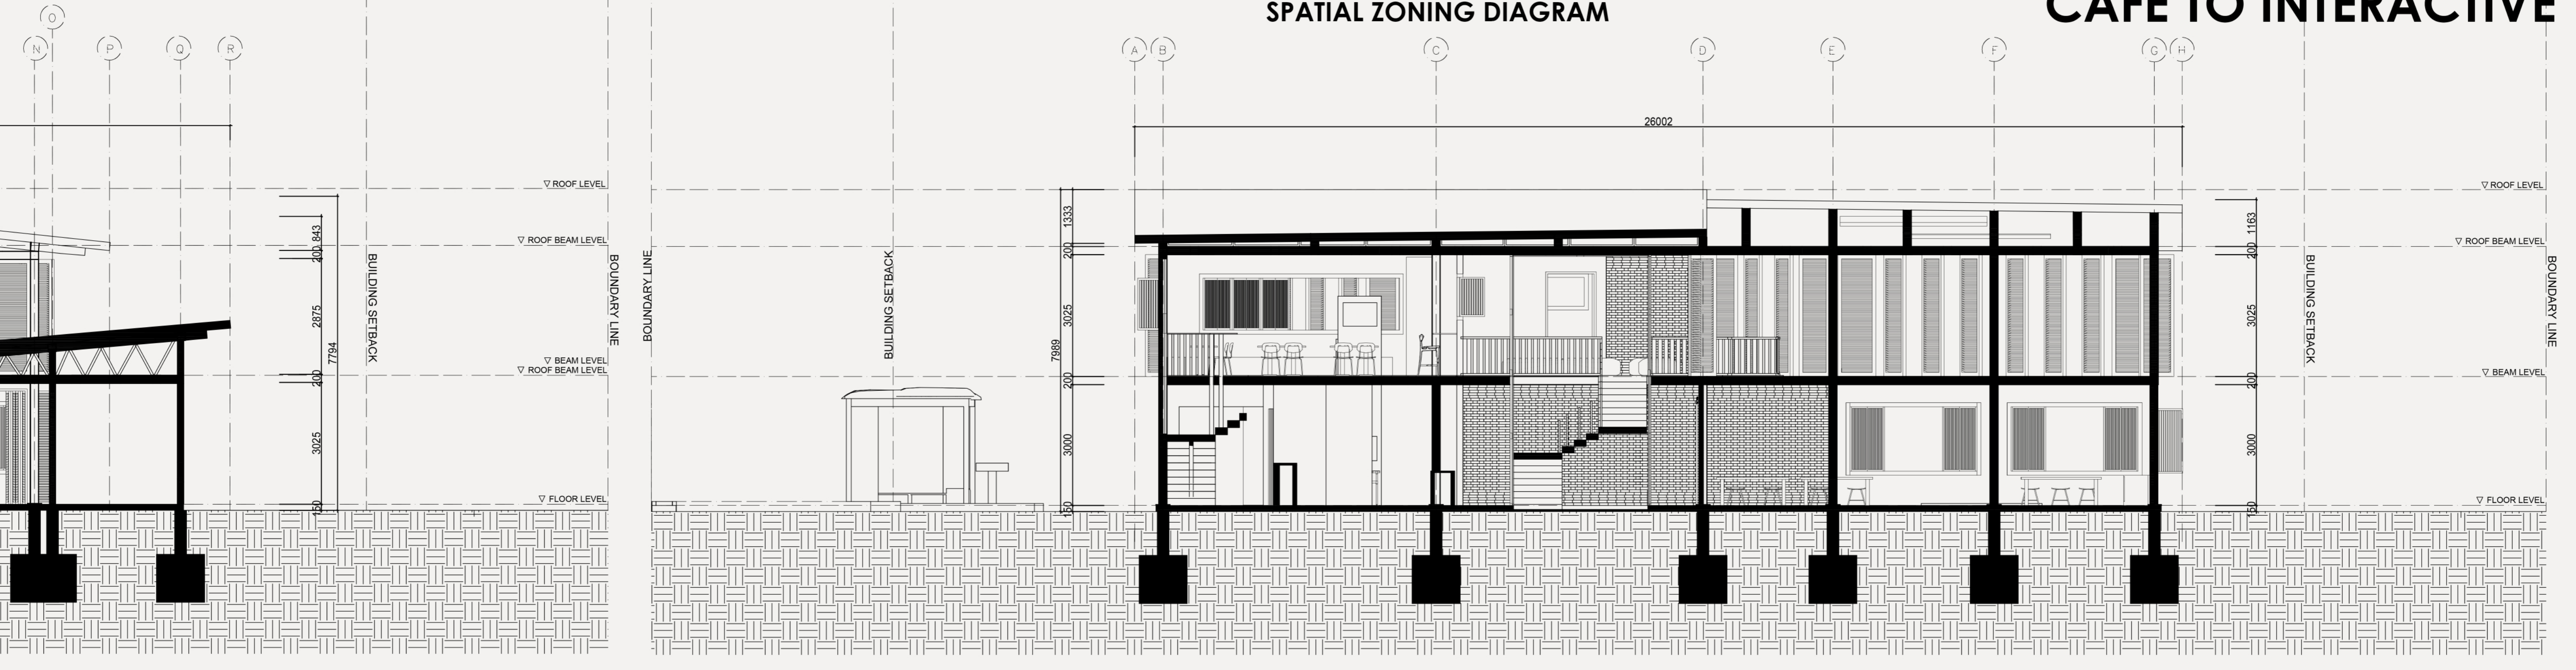 SPATIAL ZONING DIAGRAM
CAFE TO INTERACTIIVE
O
N
P
Q
R
A
B
C
D
E
F
G
H
26002
▽ ROOF LEVEL
▽ ROOF BEAM LEVEL
▽ BEAM LEVEL
▽ ROOF BEAM LEVEL
▽ FLOOR LEVEL
843
200
2875
200
3025
150
7794
BUILDING SETBACK
BOUNDARY LINE
BOUNDARY LINE
BUILDING SETBACK
1333
200
3025
200
3000
150
7989
1163
200
3025
200
3000
150
BUILDING SETBACK
BOUNDARY LINE
▽ ROOF LEVEL
▽ ROOF BEAM LEVEL
▽ BEAM LEVEL
▽ FLOOR LEVEL